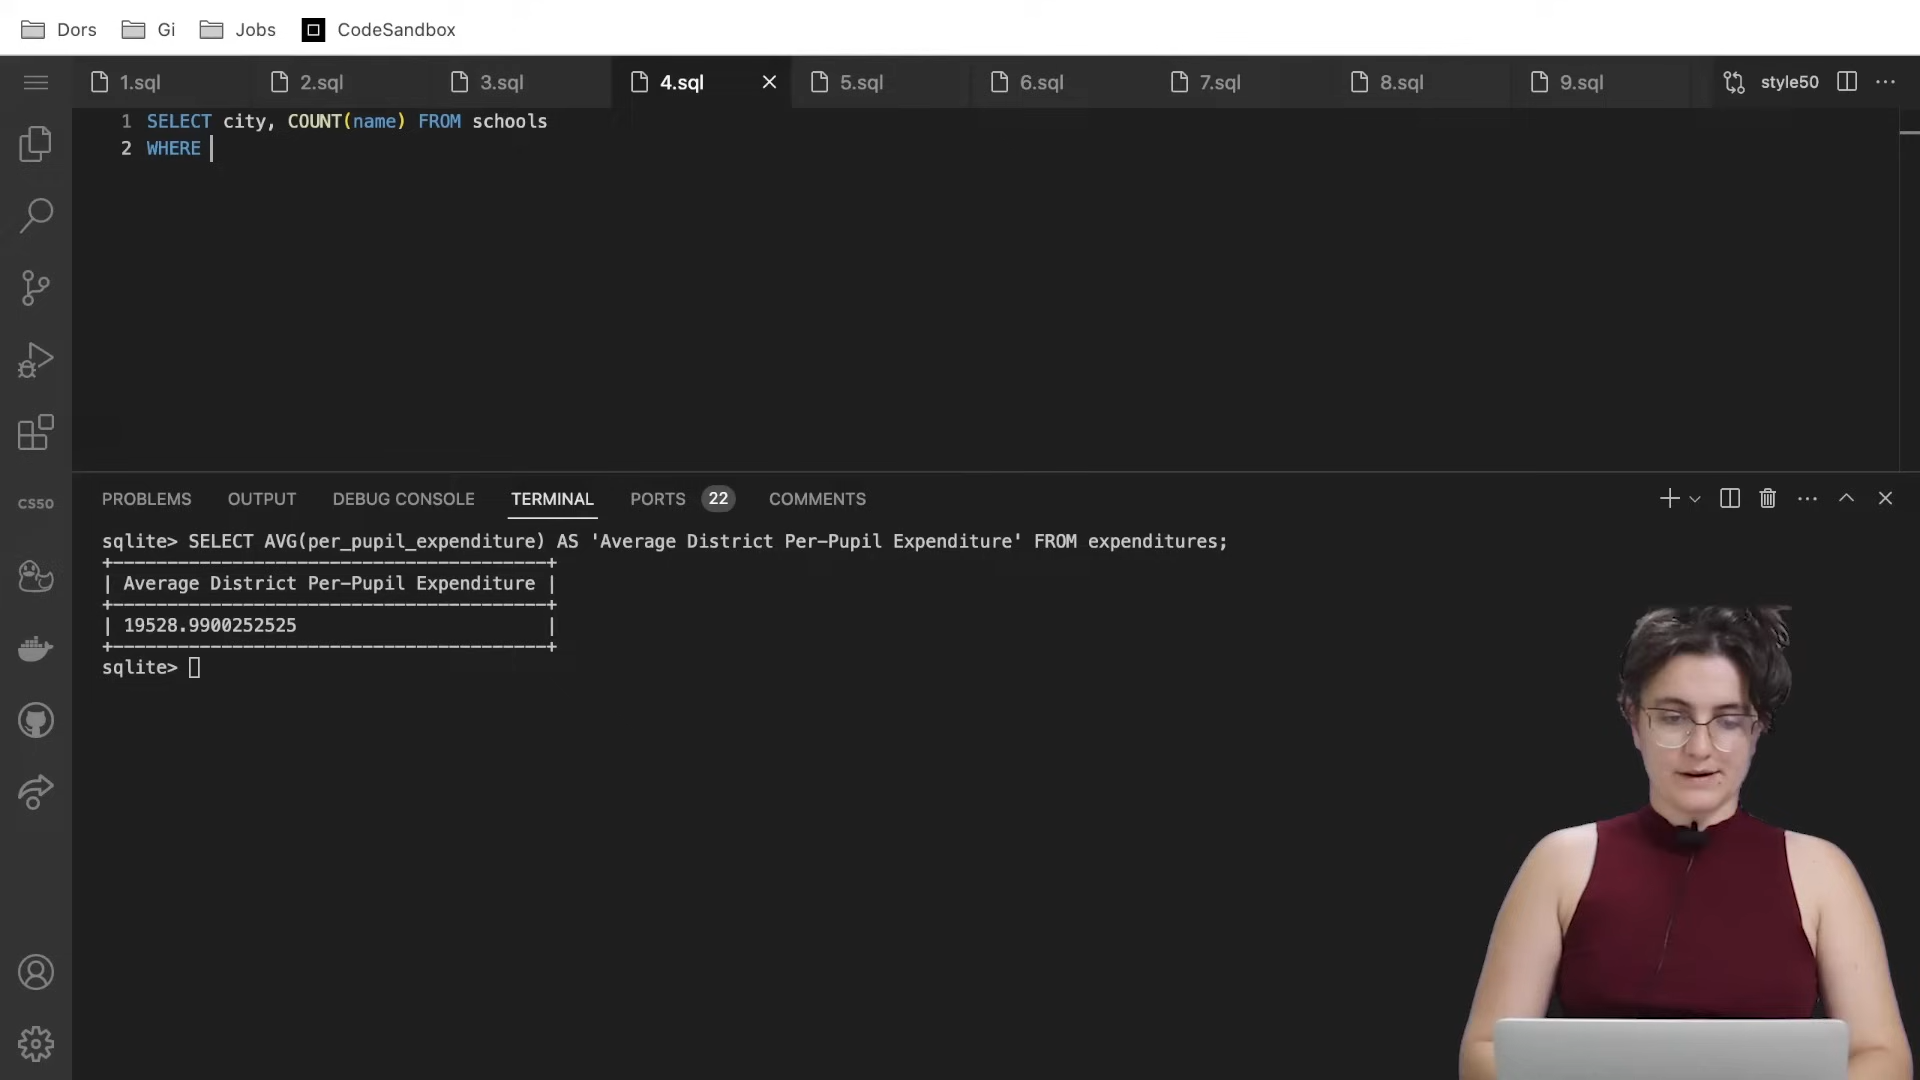 Dors Gi Jobs CodeSandbox
1.sql 2.sql 3.sql 4.sql 5.sql 6.sql 7.sql 8.sql 9.sql style50
1 SELECT city, COUNT(name) FROM schools
2 WHERE
CS50
PROBLEMS OUTPUT DEBUG CONSOLE TERMINAL PORTS 22 COMMENTS
sqlite> SELECT AVG(per_pupil_expenditure) AS 'Average District Per-Pupil Expenditure' FROM expenditures;
+----------------------------------------+
| Average District Per-Pupil Expenditure |
+----------------------------------------+
| 19528.9900252525                       |
+----------------------------------------+
sqlite>